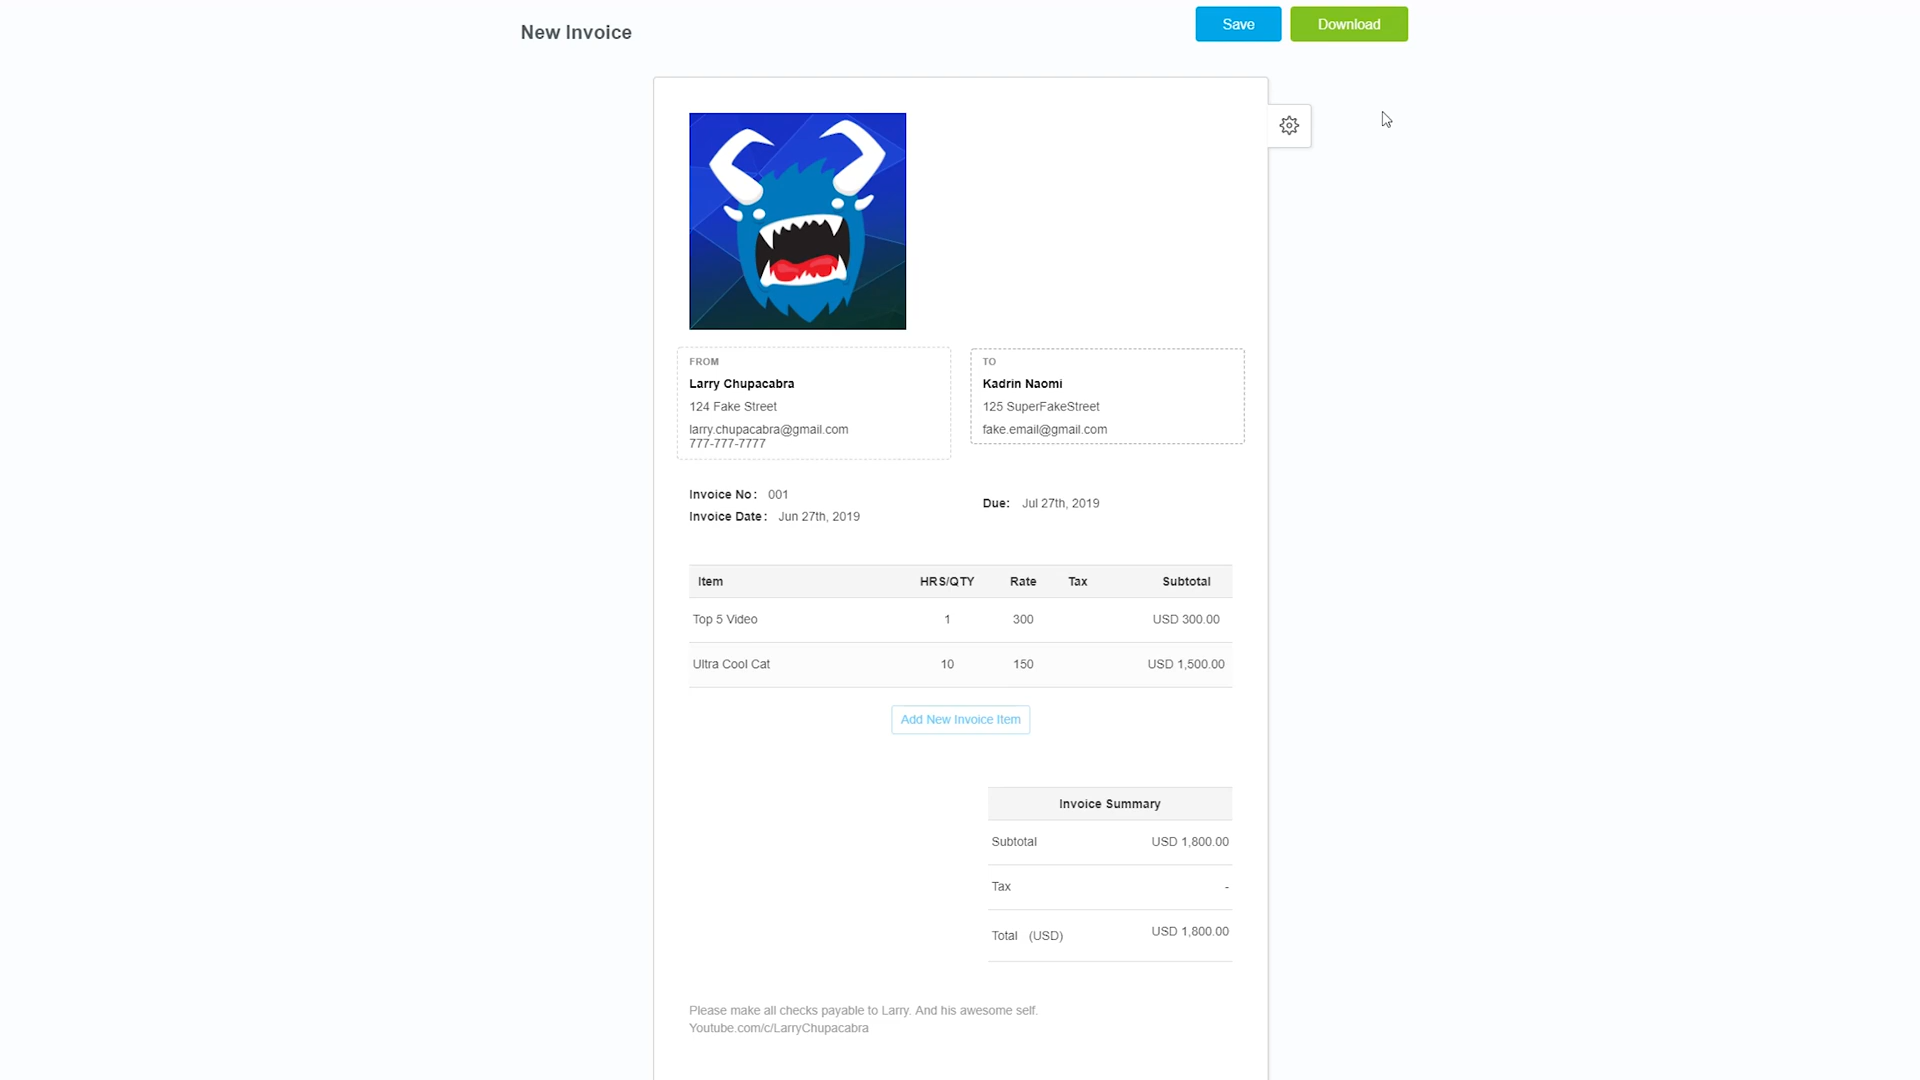 New Invoice
Save
Download
FROM
Larry Chupacabra
124 Fake Street
larry.chupacabra@gmail.com
777-777-7777
TO
Kadrin Naomi
125 SuperFakeStreet
fake.email@gmail.com
Invoice No: 001
Invoice Date: Jun 27th, 2019
Due: Jul 27th, 2019
Item HRS/QTY Rate Tax Subtotal
Top 5 Video 1 300 USD 300.00
Ultra Cool Cat 10 150 USD 1,500.00
Add New Invoice Item
Invoice Summary
Subtotal USD 1,800.00
Tax -
Total (USD) USD 1,800.00
Please make all checks payable to Larry. And his awesome self.
Youtube.com/c/LarryChupacabra